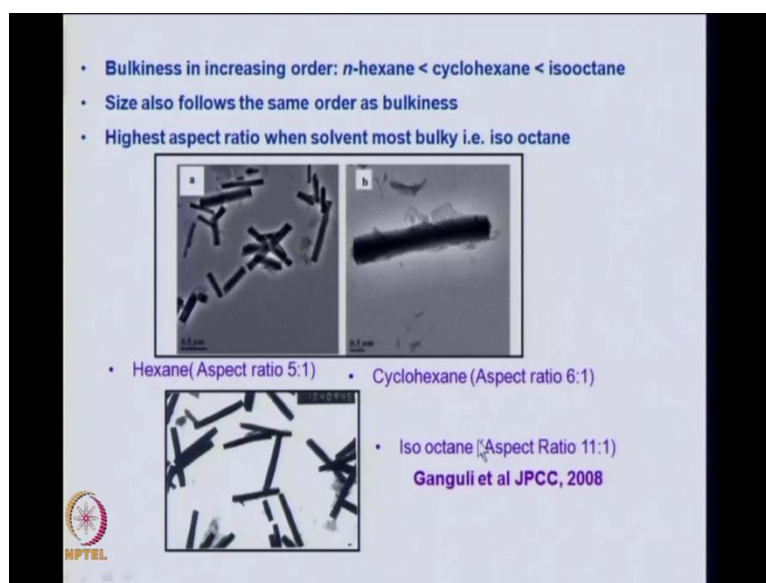 • Bulkiness in increasing order: n-hexane < cyclohexane < isooctane
• Size also follows the same order as bulkiness
• Highest aspect ratio when solvent most bulky i.e. iso octane
a
b
0.5 µm
0.5 µm
• Hexane( Aspect ratio 5:1)
• Cyclohexane (Aspect ratio 6:1)
• Iso octane (Aspect Ratio 11:1)
Ganguli et al JPCC, 2008
NPTEL